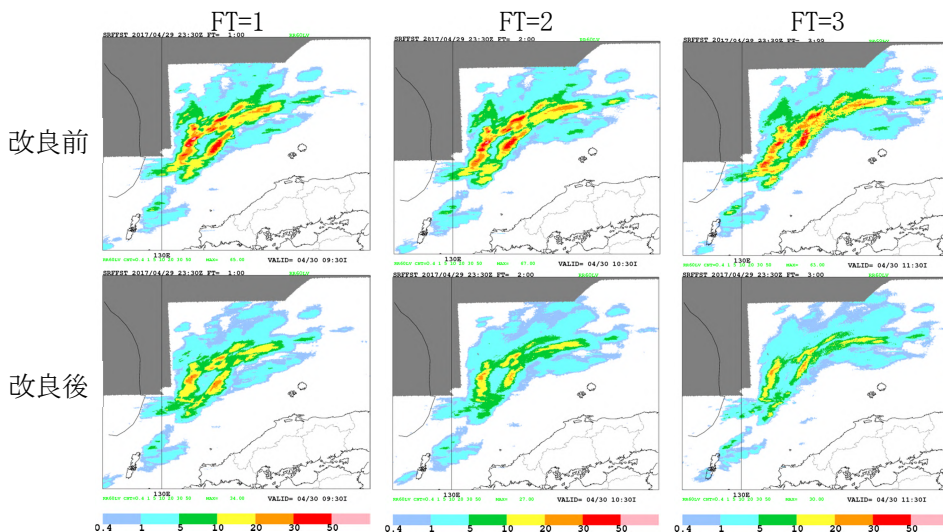 FT=1
FT=2
FT=3
SRFFST 2017/04/29 23:30Z FT= 1:00
SRFFST 2017/04/29 23:30Z FT= 2:00
SRFFST 2017/04/29 23:30Z FT= 3:00
改良前
130E
130E
130E
VALID= 04/30 09:30I
VALID= 04/30 10:30I
VALID= 04/30 11:30I
SRFFST 2017/04/29 23:30Z FT= 1:00
SRFFST 2017/04/29 23:30Z FT= 2:00
SRFFST 2017/04/29 23:30Z FT= 3:00
改良後
130E
130E
130E
VALID= 04/30 09:30I
VALID= 04/30 10:30I
VALID= 04/30 11:30I
0.4 1 5 10 20 30 50
0.4 1 5 10 20 30 50
0.4 1 5 10 20 30 50